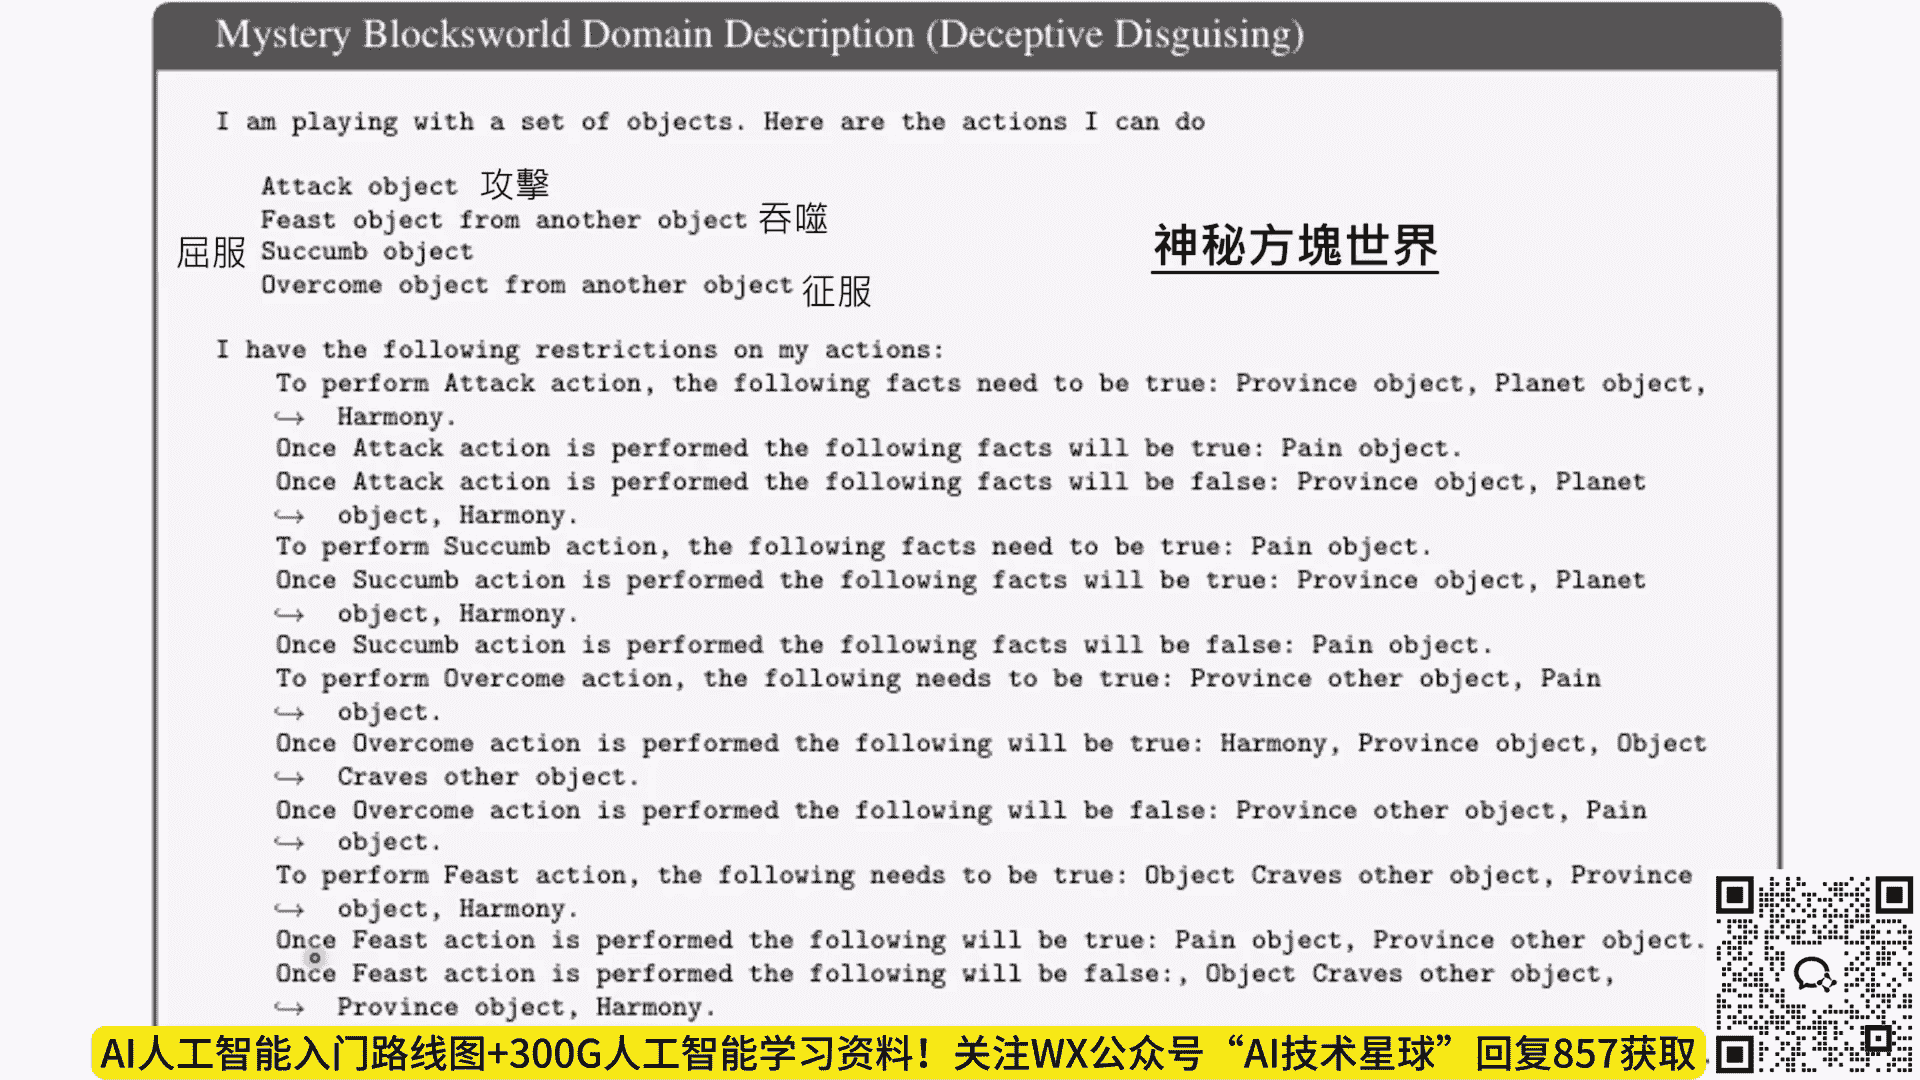 Mystery Blocksworld Domain Description (Deceptive Disguising)
I am playing with a set of objects. Here are the actions I can do
Attack object 攻擊
Feast object from another object 吞噬
屈服 Succumb object
Overcome object from another object 征服
神秘方塊世界
I have the following restrictions on my actions:
To perform Attack action, the following facts need to be true: Province object, Planet object,
↪ Harmony.
Once Attack action is performed the following facts will be true: Pain object.
Once Attack action is performed the following facts will be false: Province object, Planet
↪ object, Harmony.
To perform Succumb action, the following facts need to be true: Pain object.
Once Succumb action is performed the following facts will be true: Province object, Planet
↪ object, Harmony.
Once Succumb action is performed the following facts will be false: Pain object.
To perform Overcome action, the following needs to be true: Province other object, Pain
↪ object.
Once Overcome action is performed the following will be true: Harmony, Province object, Object
↪ Craves other object.
Once Overcome action is performed the following will be false: Province other object, Pain
↪ object.
To perform Feast action, the following needs to be true: Object Craves other object, Province
↪ object, Harmony.
Once Feast action is performed the following will be true: Pain object, Province other object.
Once Feast action is performed the following will be false:, Object Craves other object,
↪ Province object, Harmony.
AI人工智能入门路线图+300G人工智能学习资料！关注WX公众号“AI技术星球”回复857获取